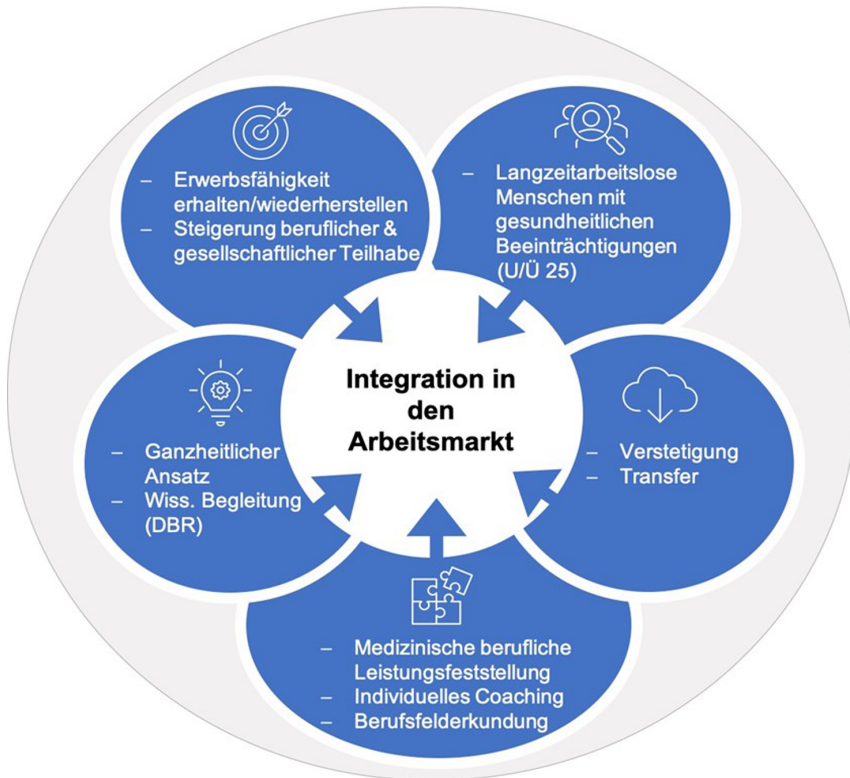 – Erwerbsfähigkeit
erhalten/wiederherstellen
– Steigerung beruflicher &
gesellschaftlicher Teilhabe
– Langzeitarbeitslose
Menschen mit
gesundheitlichen
Beeinträchtigungen
(U/Ü 25)
Integration in
den
Arbeitsmarkt
– Ganzheitlicher
Ansatz
– Wiss. Begleitung
(DBR)
– Verstetigung
– Transfer
– Medizinische berufliche
Leistungsfeststellung
– Individuelles Coaching
– Berufsfelderkundung